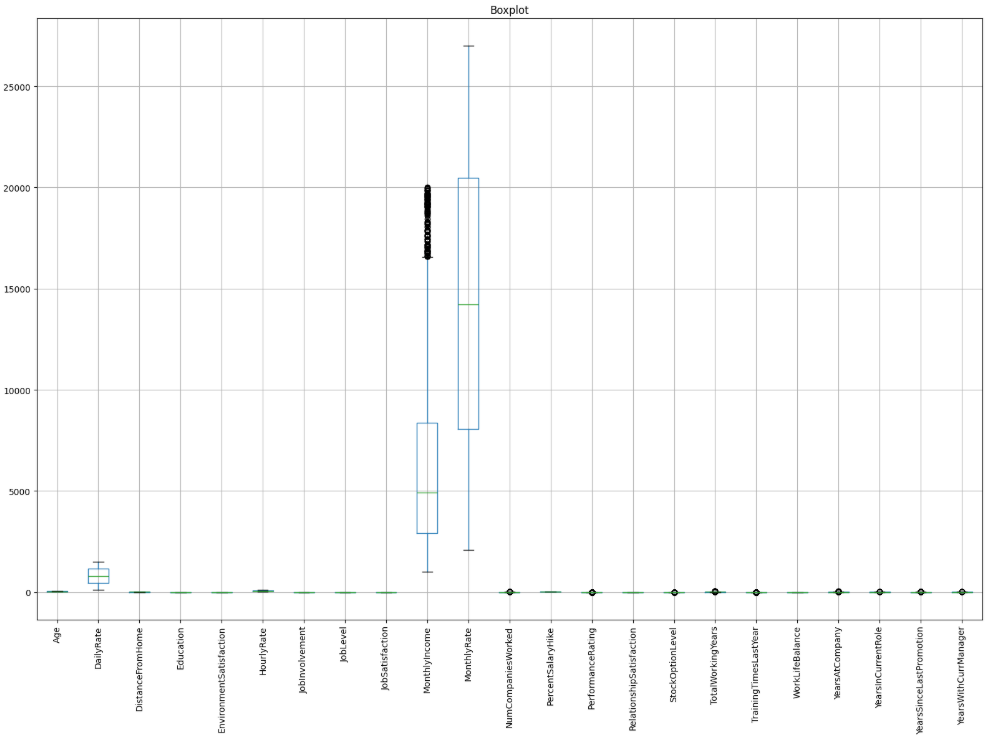 Boxplot
25000
20000
15000
10000
5000
0
Age
DailyRate
DistanceFromHome
Education
EnvironmentSatisfaction
HourlyRate
JobInvolvement
JobLevel
JobSatisfaction
MonthlyIncome
MonthlyRate
NumCompaniesWorked
PercentSalaryHike
PerformanceRating
RelationshipSatisfaction
StockOptionLevel
TotalWorkingYears
TrainingTimesLastYear
WorkLifeBalance
YearsAtCompany
YearsInCurrentRole
YearsSinceLastPromotion
YearsWithCurrManager